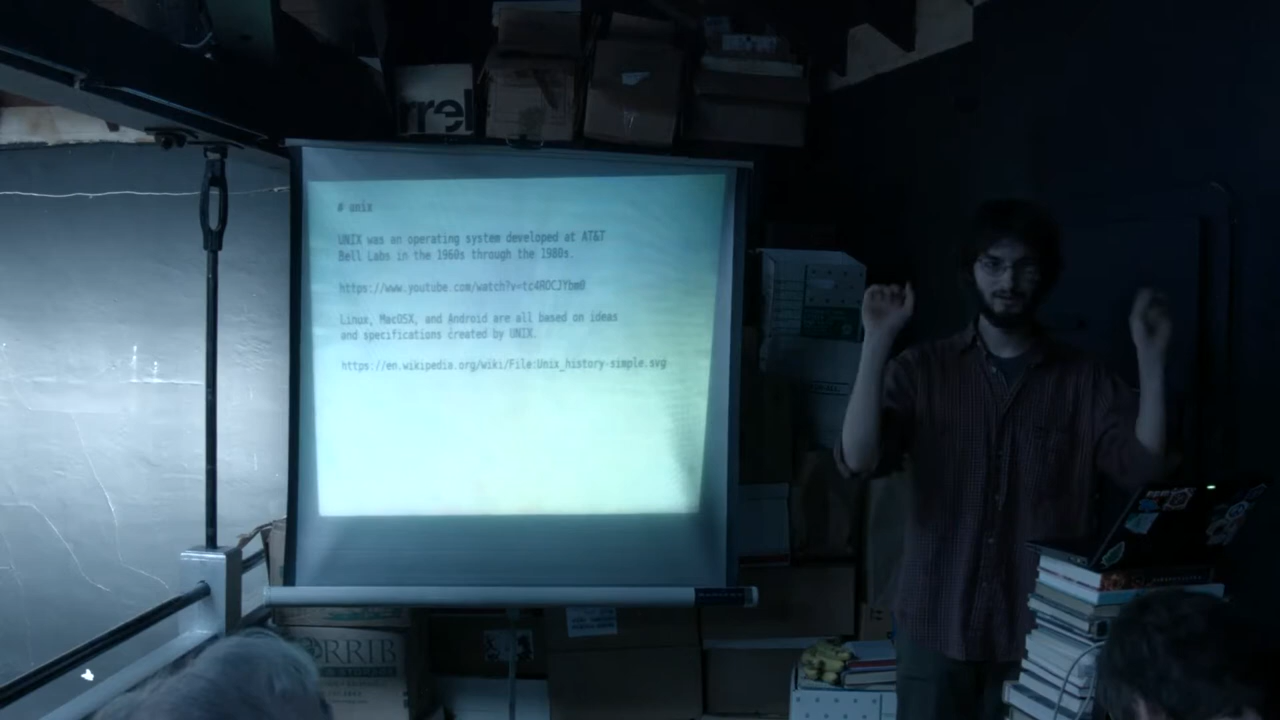 rrel
# unix
UNIX was an operating system developed at AT&T
Bell Labs in the 1960s through the 1980s.
https://www.youtube.com/watch?v=tc4ROCJYbm0
Linux, MacOSX, and Android are all based on ideas
and specifications created by UNIX.
https://en.wikipedia.org/wiki/File:Unix_history-simple.svg
ORRIB